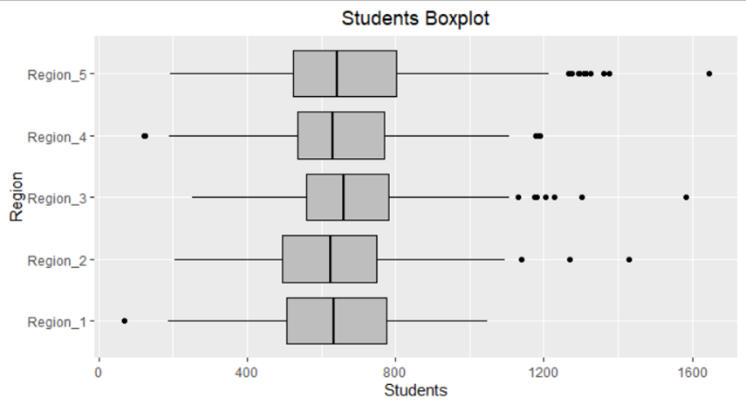 Students Boxplot
Region
Region_5
Region_4
Region_3
Region_2
Region_1
0 400 800 1200 1600
Students